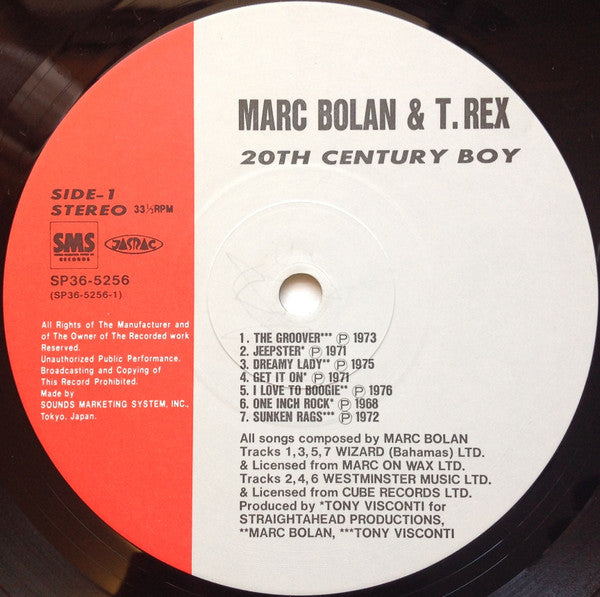 MARC BOLAN & T. REX
20TH CENTURY BOY
SIDE-1
STEREO 33 1/3 RPM
SMS
RECORDS
JASRAC
SP36-5256
(SP36-5256-1)
All Rights of The Manufacturer and
of The Owner of The Recorded work
Reserved.
Unauthorized Public Performance.
Broadcasting and Copying of
This Record Prohibited.
Made by
SOUNDS MARKETING SYSTEM, INC.,
Tokyo, Japan.
1. THE GROOVER*** Ⓟ 1973
2. JEEPSTER* Ⓟ 1971
3. DREAMY LADY** Ⓟ 1975
4. GET IT ON* Ⓟ 1971
5. I LOVE TO BOOGIE** Ⓟ 1976
6. ONE INCH ROCK* Ⓟ 1968
7. SUNKEN RAGS*** Ⓟ 1972
All songs composed by MARC BOLAN
Tracks 1,3,5,7 WIZARD (Bahamas) LTD.
& Licensed from MARC ON WAX LTD.
Tracks 2,4,6 WESTMINSTER MUSIC LTD.
& Licensed from CUBE RECORDS LTD.
Produced by *TONY VISCONTI for
STRAIGHTAHEAD PRODUCTIONS,
**MARC BOLAN, ***TONY VISCONTI